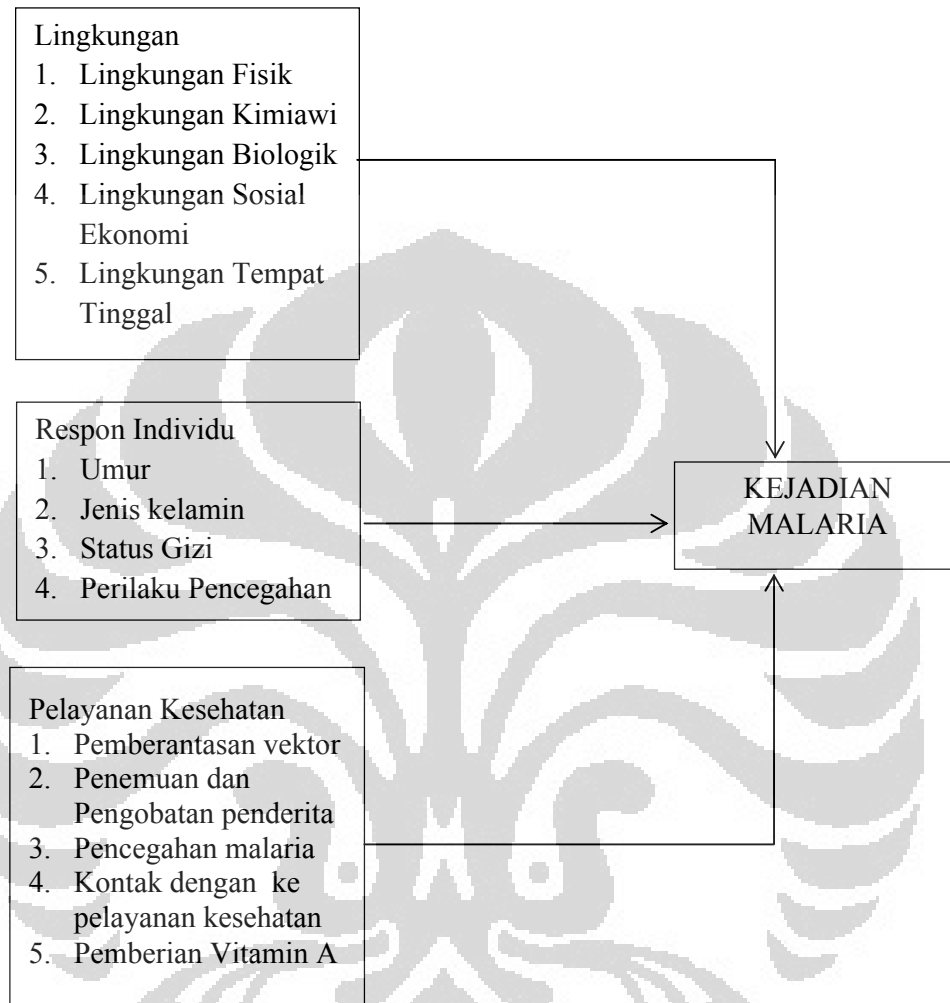 Lingkungan
1. Lingkungan Fisik
2. Lingkungan Kimiawi
3. Lingkungan Biologik
4. Lingkungan Sosial
Ekonomi
5. Lingkungan Tempat
Tinggal
Respon Individu
1. Umur
2. Jenis kelamin
3. Status Gizi
4. Perilaku Pencegahan
KEJADIAN
MALARIA
Pelayanan Kesehatan
1. Pemberantasan vektor
2. Penemuan dan
Pengobatan penderita
3. Pencegahan malaria
4. Kontak dengan ke
pelayanan kesehatan
5. Pemberian Vitamin A